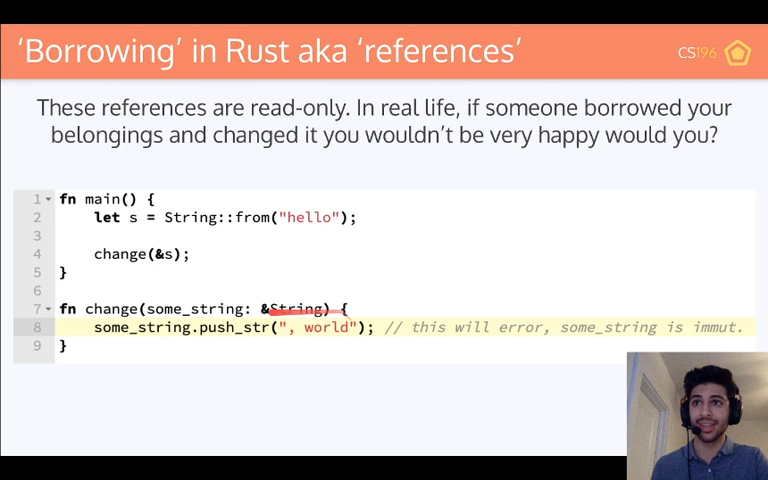 ‘Borrowing’ in Rust aka ‘references’
CS196
These references are read-only. In real life, if someone borrowed your
belongings and changed it you wouldn’t be very happy would you?
1 fn main() {
2 let s = String::from("hello");
3
4 change(&s);
5 }
6
7 fn change(some_string: &String) {
8 some_string.push_str(", world"); // this will error, some_string is immut.
9 }